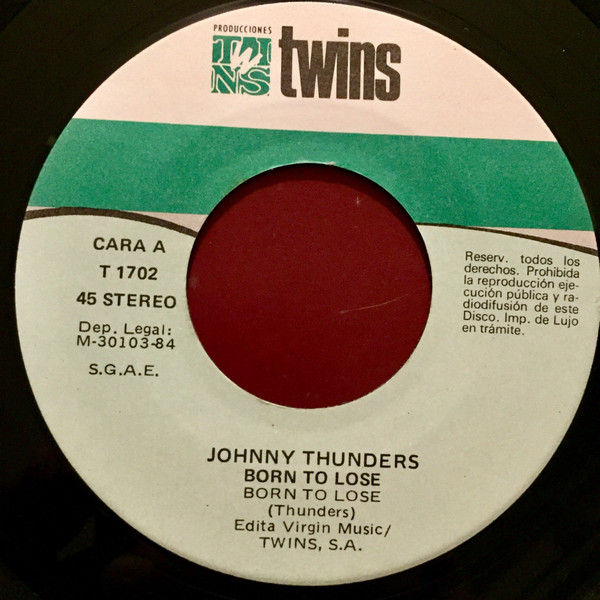 PRODUCCIONES
TWINS
twins
CARA A
T 1702
45 STEREO
Dep. Legal:
M-30103-84
S.G.A.E.
Reserv. todos los
derechos. Prohibida
la reproducción eje-
cución pública y ra-
diodifusión de este
Disco. Imp. de Lujo
en trámite.
JOHNNY THUNDERS
BORN TO LOSE
BORN TO LOSE
(Thunders)
Edita Virgin Music/
TWINS, S.A.